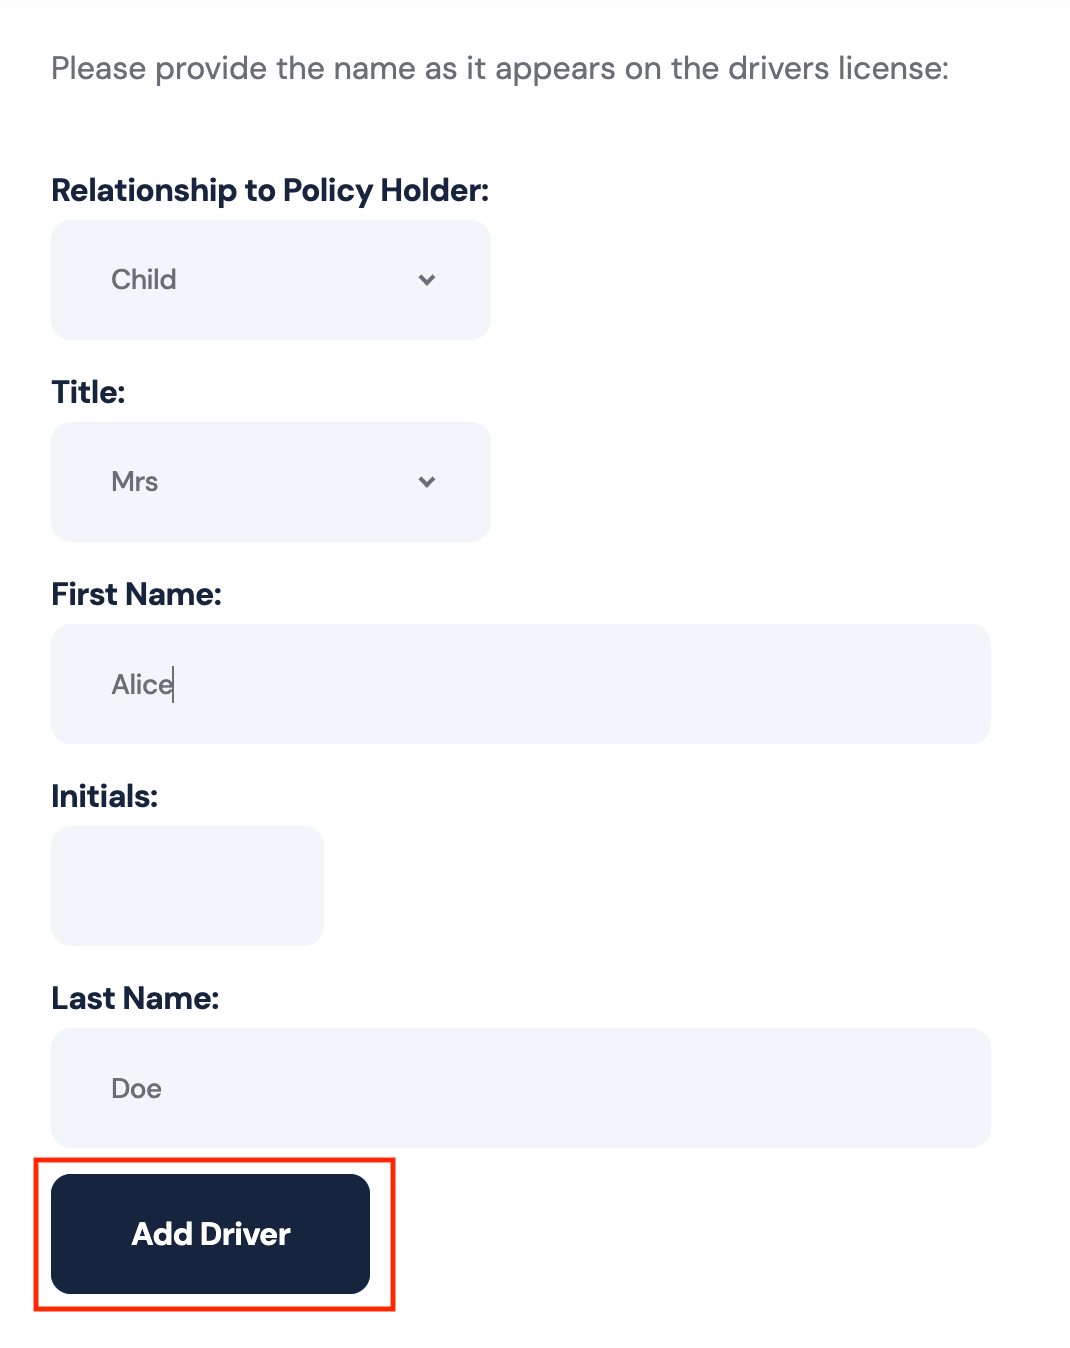 Please provide the name as it appears on the drivers license:
Relationship to Policy Holder:
Child
Title:
Mrs
First Name:
Alice
Initials:
Last Name:
Doe
Add Driver